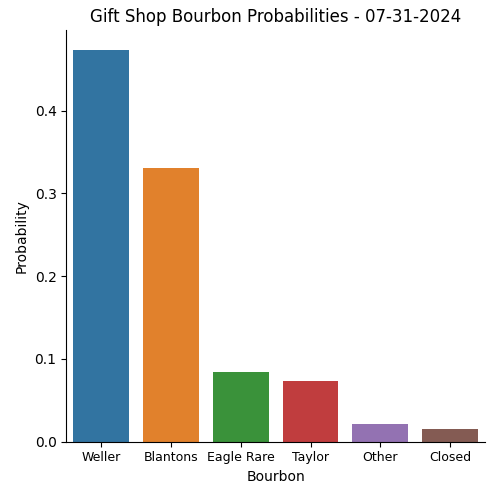 Gift Shop Bourbon Probabilities - 07-31-2024
Probability
0.4
0.3
0.2
0.1
0.0
Weller Blantons Eagle Rare Taylor Other Closed
Bourbon